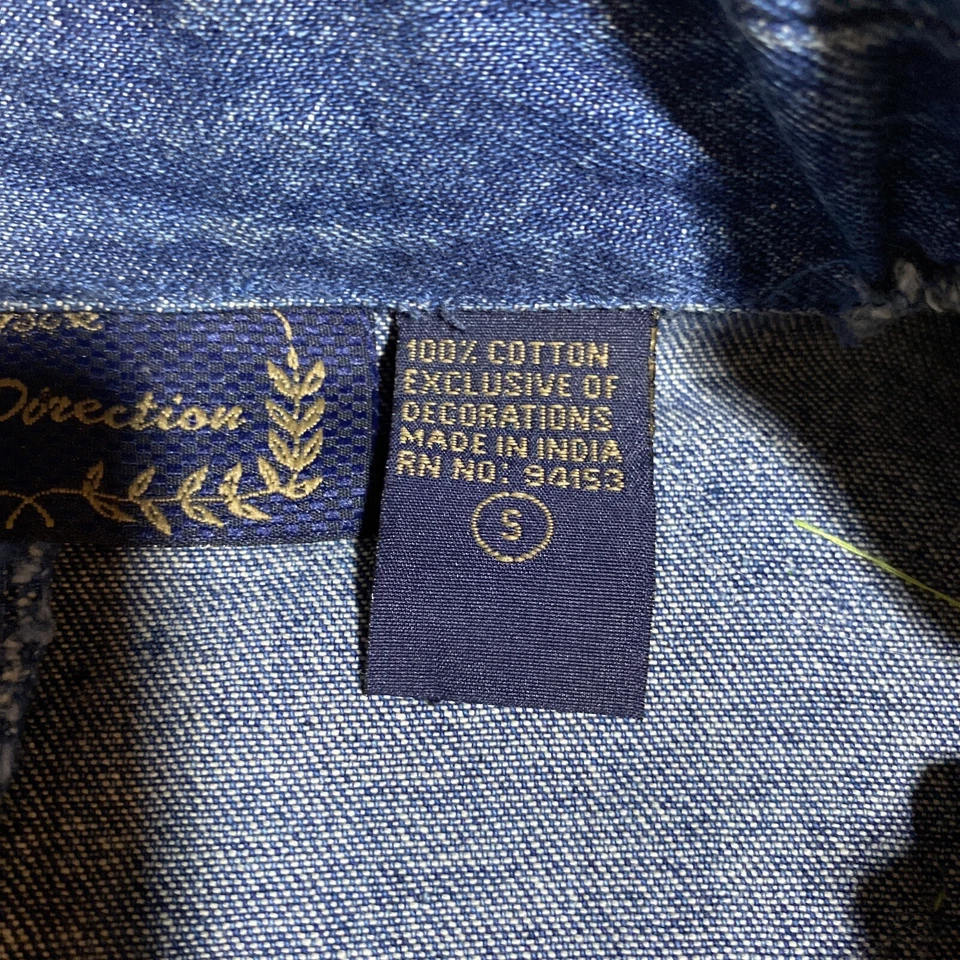 Direction
100% COTTON
EXCLUSIVE OF
DECORATIONS
MADE IN INDIA
RN NO: 94153
S